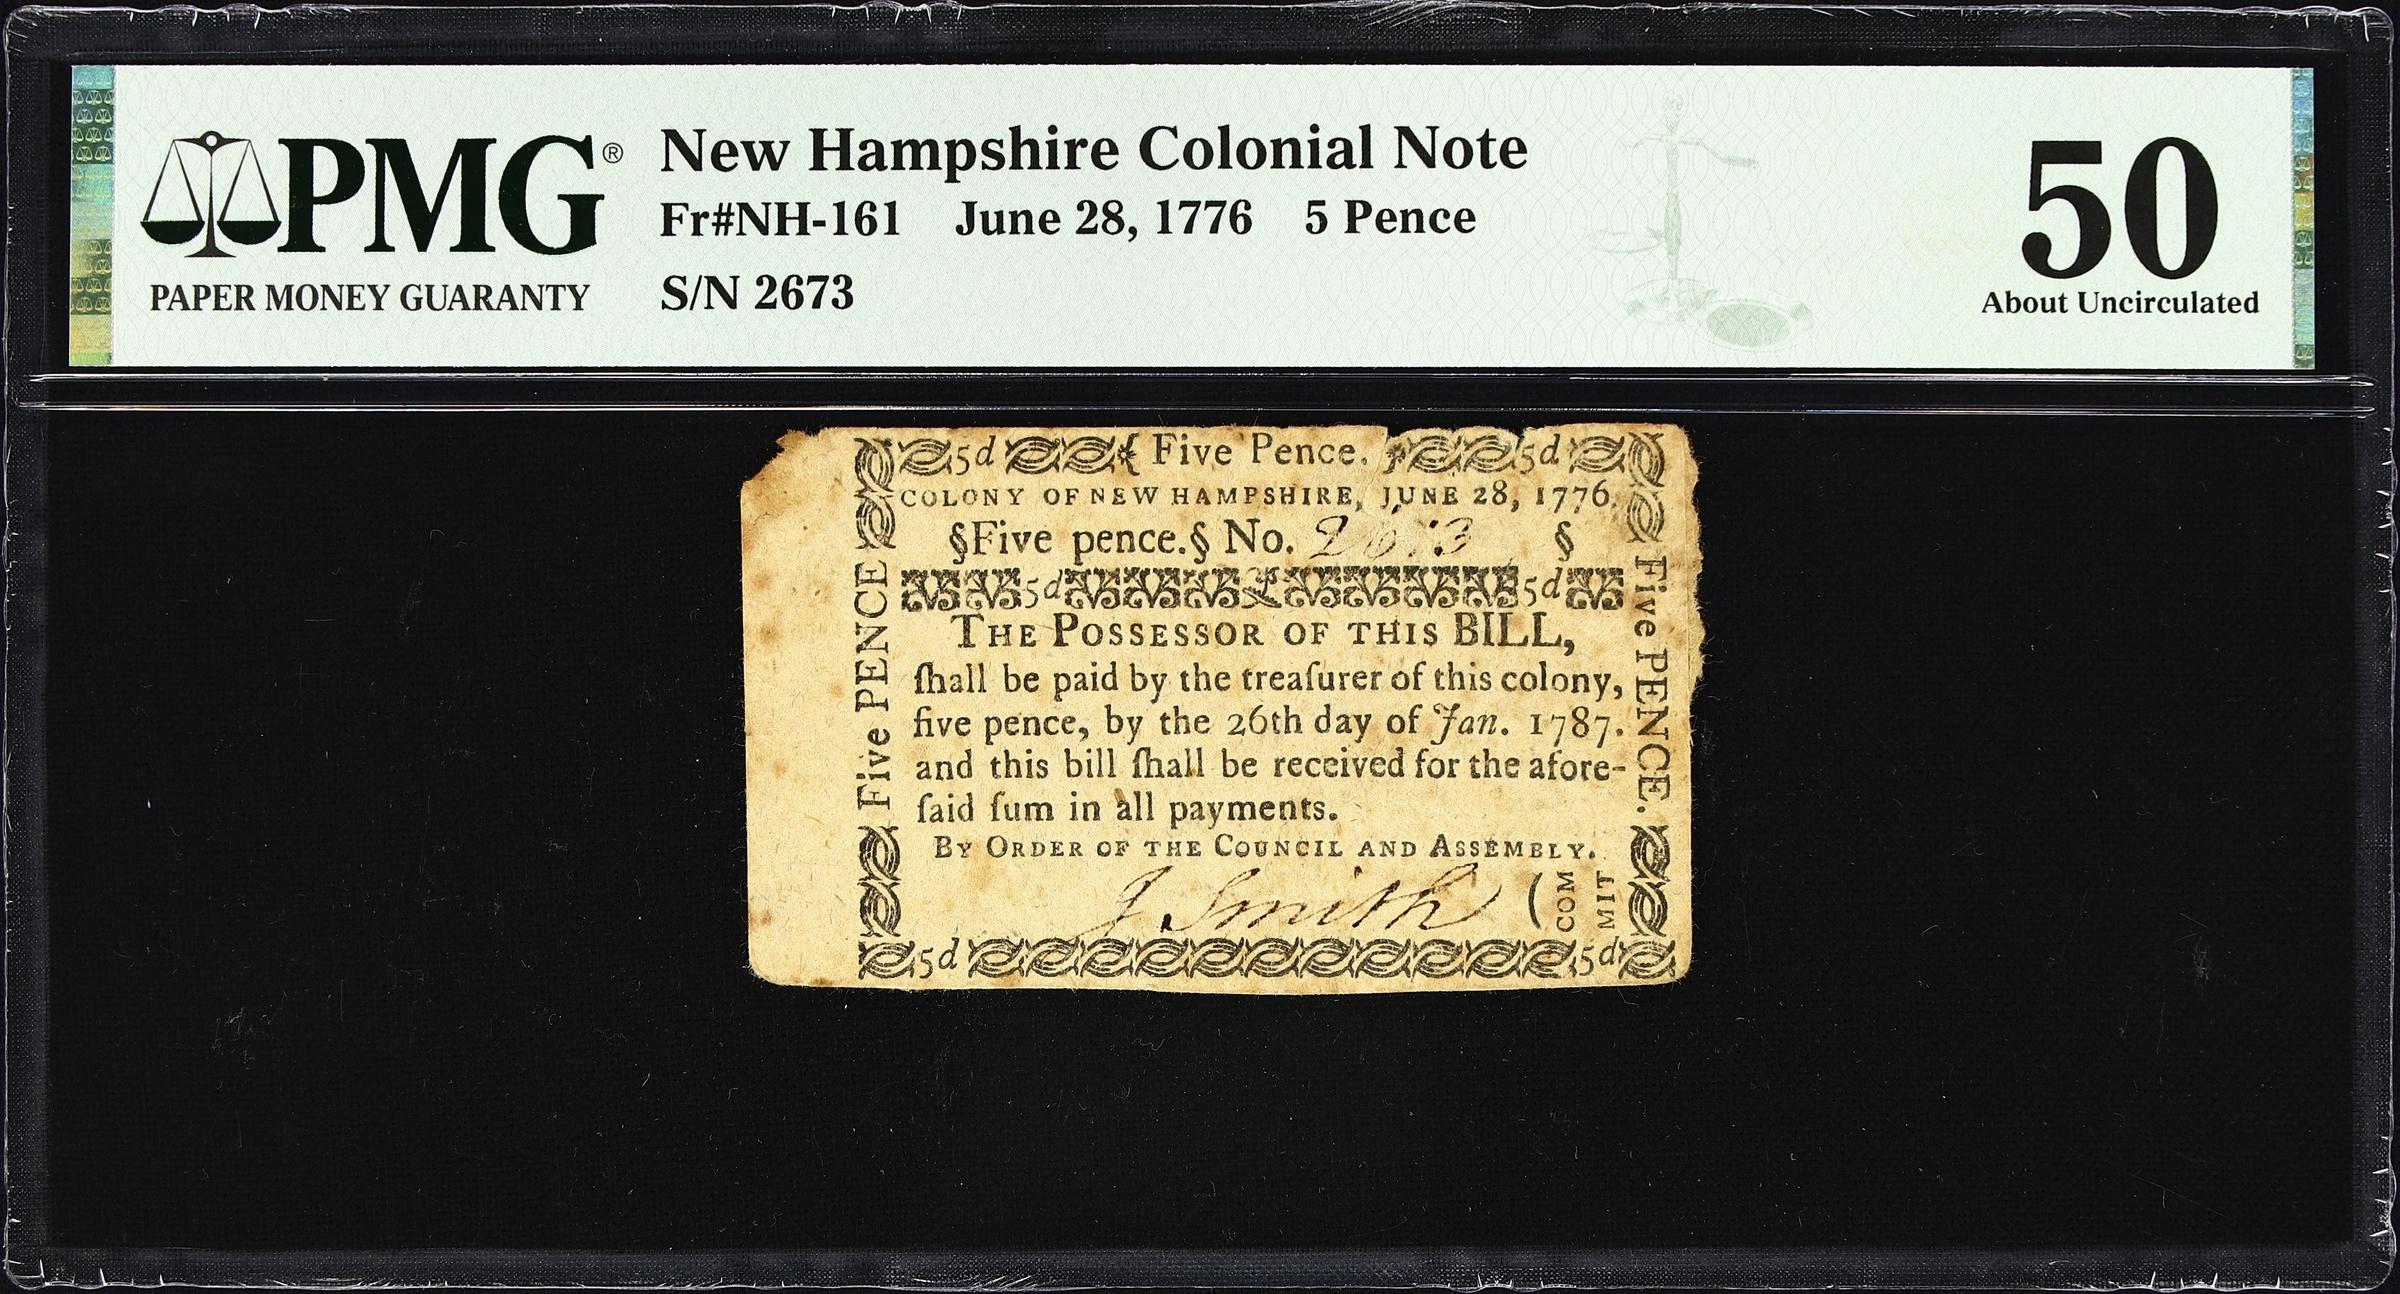 PMG®
PAPER MONEY GUARANTY
New Hampshire Colonial Note
Fr#NH-161 June 28, 1776 5 Pence
S/N 2673
50
About Uncirculated
5d { Five Pence. 5d
COLONY OF NEW HAMPSHIRE, JUNE 28, 1776.
§Five pence.§ No. 2673 §
5d 5d
THE POSSESSOR OF THIS BILL,
ſhall be paid by the treaſurer of this colony,
five pence, by the 26th day of Jan. 1787.
and this bill ſhall be received for the afore-
ſaid ſum in all payments.
BY ORDER OF THE COUNCIL AND ASSEMBLY.
J. Smith ( COM
MIT
5d 5d
Five PENCE
Five PENCE.